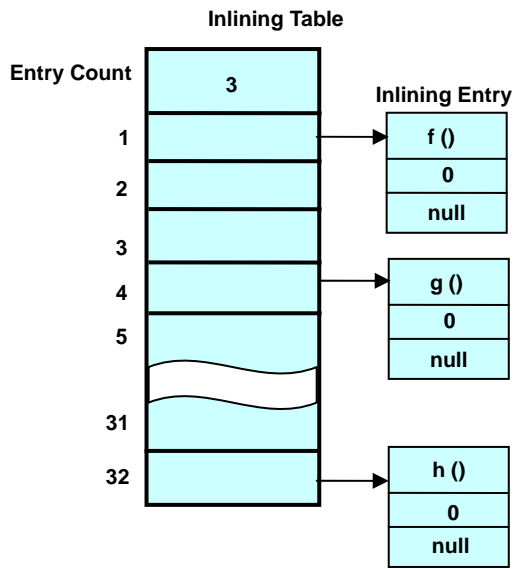 Inlining Table
Entry Count
3
Inlining Entry
1
f ()
0
null
2
3
4
g ()
0
null
5
31
32
h ()
0
null